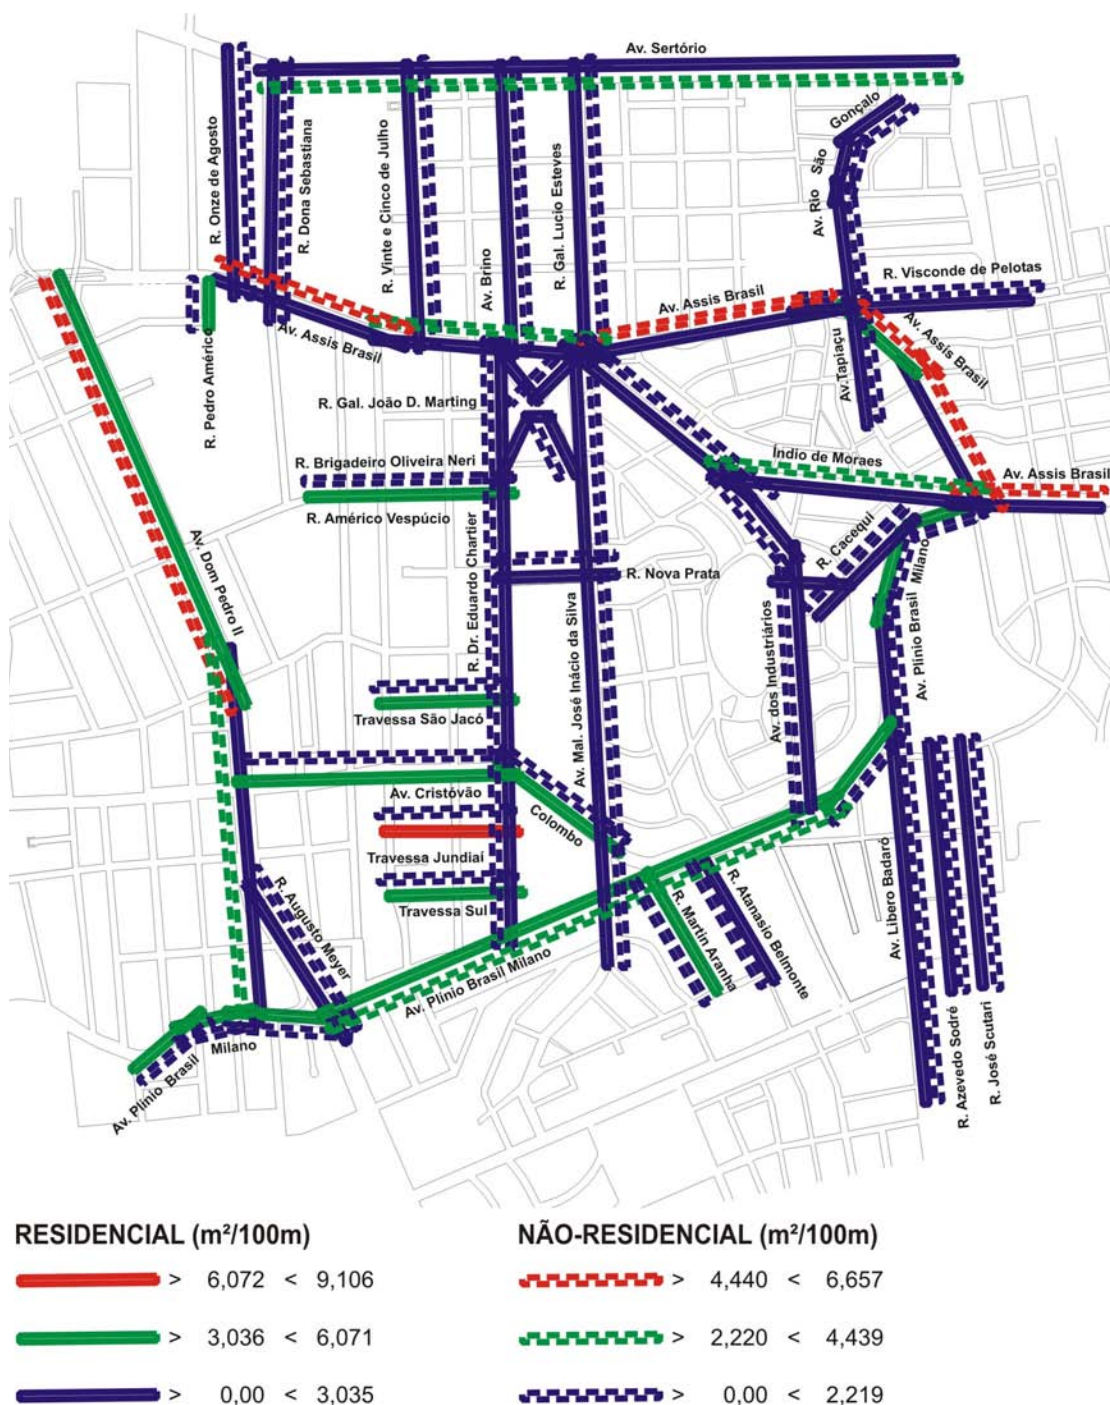 Av. Sertório
R. Onze de Agosto
R. Dona Sebastiana
R. Vinte e Cinco de Julho
Av. Brino
R. Gal. Lucio Esteves
Av. Rio São Gonçalo
R. Visconde de Pelotas
Av. Assis Brasil
Av. Assis Brasil
Av. Assis Brasil
R. Pedro Américo
Av.Tapiaçu
R. Gal. João D. Marting
R. Brigadeiro Oliveira Neri
Índio de Moraes
Av. Assis Brasil
R. Américo Vespúcio
Av. Dom Pedro II
R. Dr. Eduardo Chartier
R. Nova Prata
R. Cacequi
Av. Plínio Brasil Milano
Av. Mal. José Inácio da Silva
Av. dos Industriários
Travessa São Jacó
Av. Cristóvão
Colombo
Travessa Jundiaí
Travessa Sul
R. Augusto Meyer
R. Martin Aranha
R. Atanasio Belmonte
Av. Libero Badaró
Av. Plínio Brasil Milano
R. Azevedo Sodré
R. José Scutari
Av. Plínio Brasil
Milano
RESIDENCIAL (m²/100m)
> 6,072 < 9,106
> 3,036 < 6,071
> 0,00 < 3,035
NÃO-RESIDENCIAL (m²/100m)
> 4,440 < 6,657
> 2,220 < 4,439
> 0,00 < 2,219